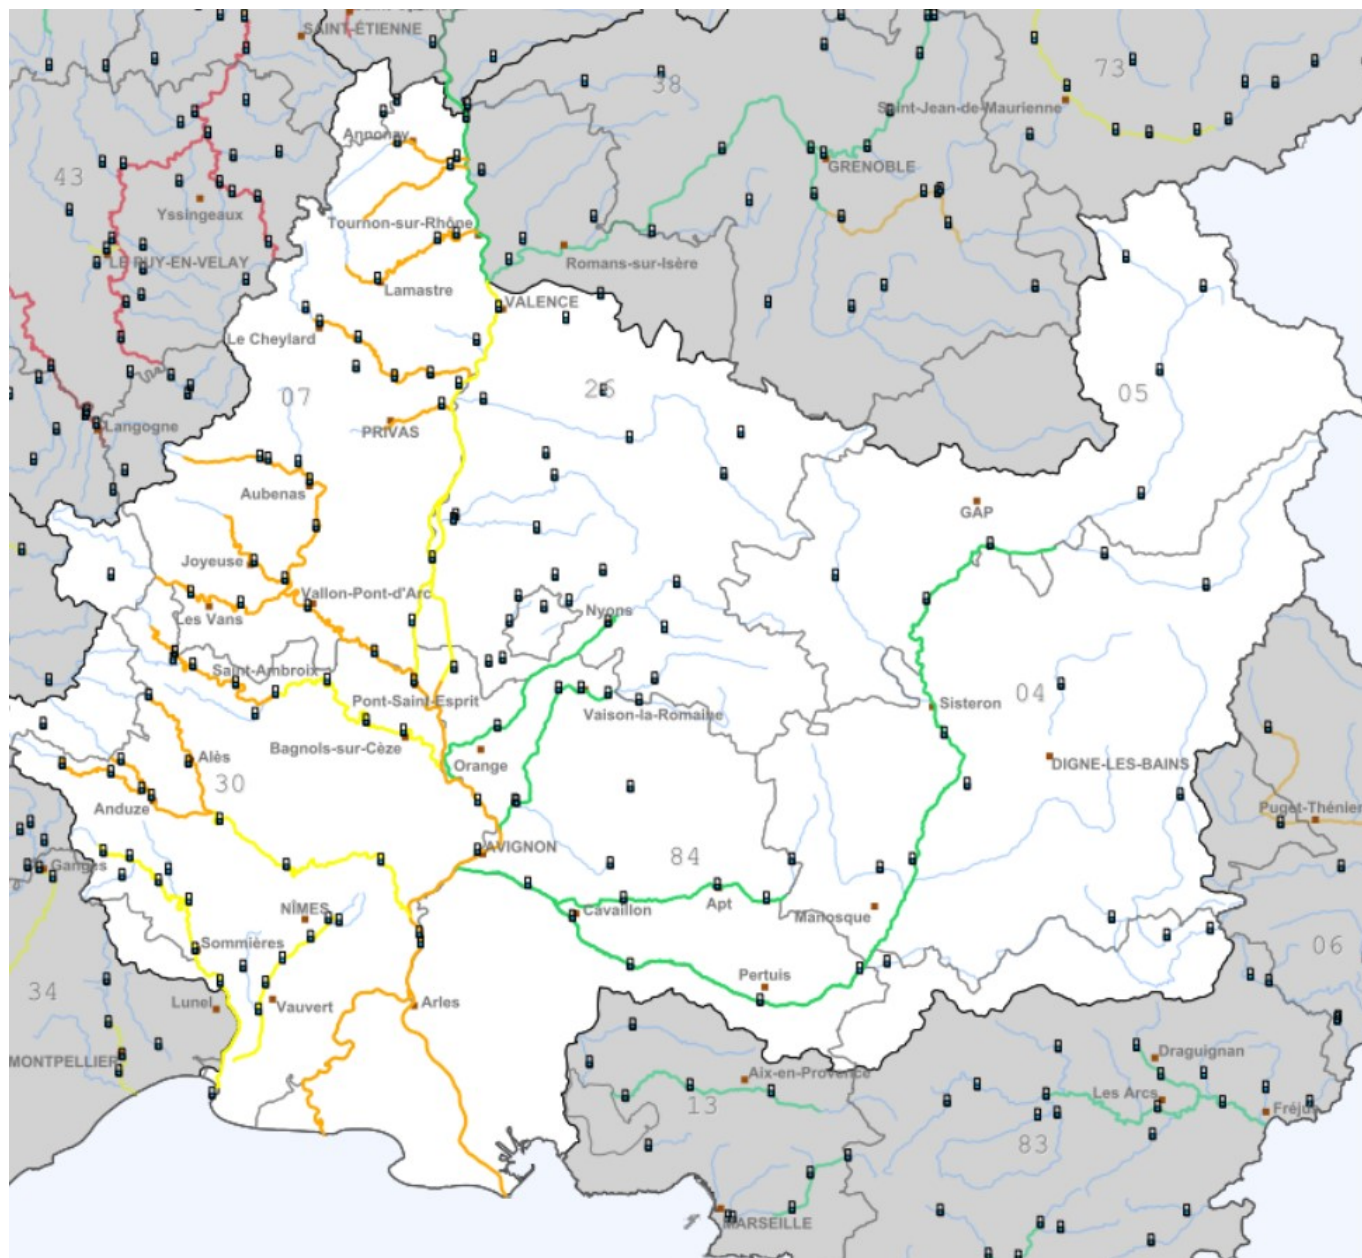 SAINT-ÉTIENNE
38
73
Saint-Jean-de-Maurienne
Annonay
GRENOBLE
43
Yssingeaux
Tournon-sur-Rhône
LE PUY-EN-VELAY
Romans-sur-Isère
Lamastre
VALENCE
Le Cheylard
07
26
05
Langogne
PRIVAS
Aubenas
GAP
Joyeuse
Vallon-Pont-d'Arc
Les Vans
Nyons
Saint-Ambroix
04
Pont-Saint-Esprit
Sisteron
Vaison-la-Romaine
Bagnols-sur-Cèze
Alès
Orange
DIGNE-LES-BAINS
30
Anduze
Puget-Thénier
AVIGNON
84
Ganges
Apt
Cavaillon
NÎMES
Manosque
Sommières
06
Pertuis
34
Lunel
Vauvert
Arles
MONTPELLIER
Draguignan
Aix-en-Provence
Les Arcs
13
Fréjus
83
MARSEILLE